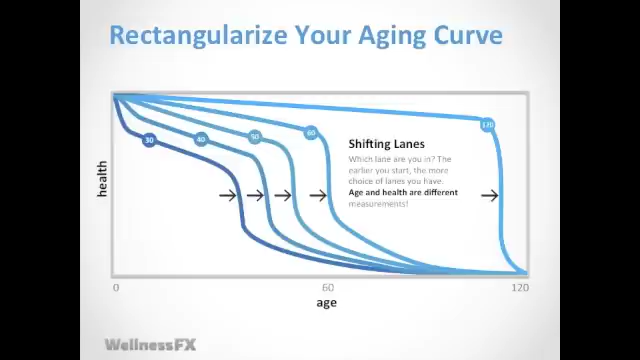 Rectangularize Your Aging Curve
30
40
50
60
120
Shifting Lanes
Which lane are you in? The
earlier you start, the more
choice of lanes you have.
Age and health are different
measurements!
health
0
60
120
age
WellnessFX